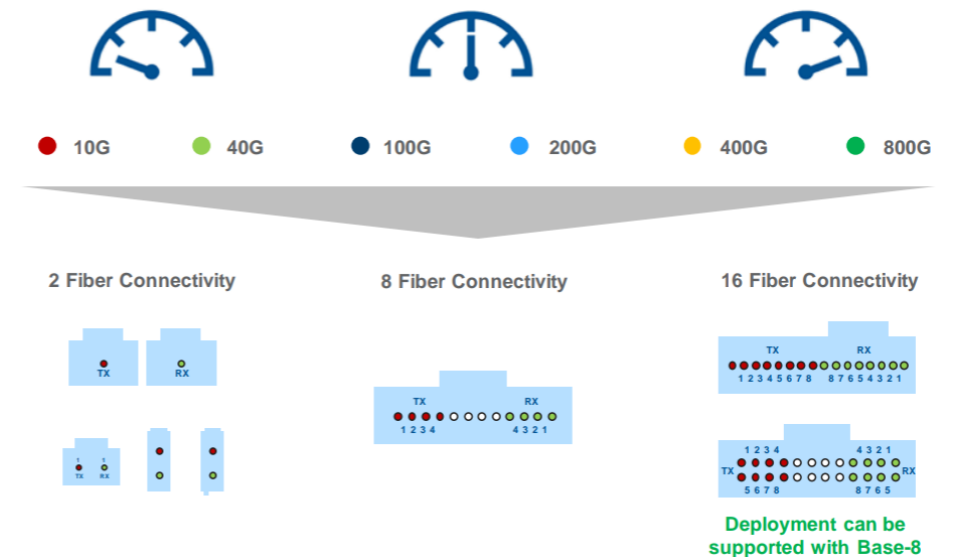 10G 40G 100G 200G 400G 800G
2 Fiber Connectivity 8 Fiber Connectivity 16 Fiber Connectivity
TX RX
TX RX
1 2 3 4 5 6 7 8 8 7 6 5 4 3 2 1
TX RX
1 2 3 4 4 3 2 1
1 1
TX RX
1 2 3 4 4 3 2 1
TX RX
5 6 7 8 8 7 6 5
Deployment can be
supported with Base-8